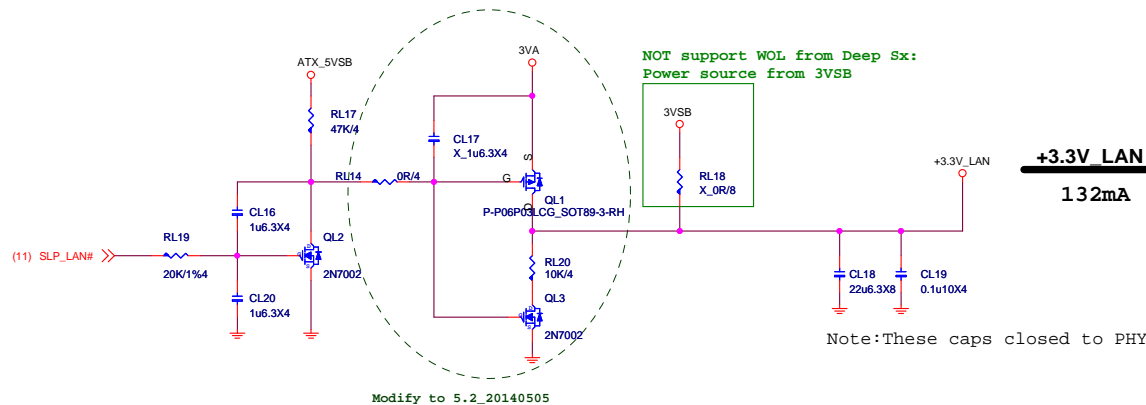 3VA
NOT support WOL from Deep Sx:
Power source from 3VSB
ATX_5VSB
3VSB
RL17
47K/4
CL17
X_1u6.3X4
+3.3V_LAN
+3.3V_LAN
132mA
S
RL14
0R/4
G
RL18
X_0R/8
QL1
P-P06P03LCG_SOT89-3-RH
D
CL16
1u6.3X4
QL2
RL19
(11) SLP_LAN#
20K/1%4
2N7002
RL20
10K/4
CL18
22u6.3X8
CL19
0.1u10X4
CL20
1u6.3X4
QL3
2N7002
Note:These caps closed to PHY
Modify to 5.2_20140505